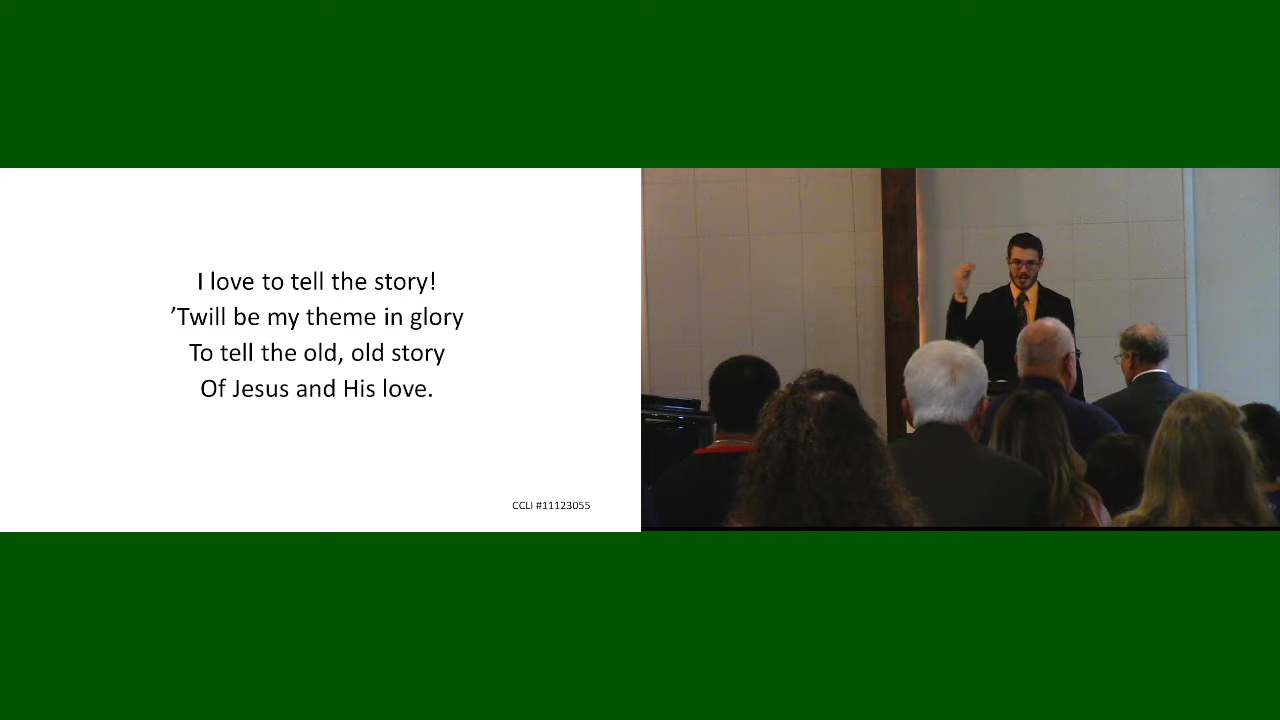 I love to tell the story!
’Twill be my theme in glory
To tell the old, old story
Of Jesus and His love.
CCLI #11123055